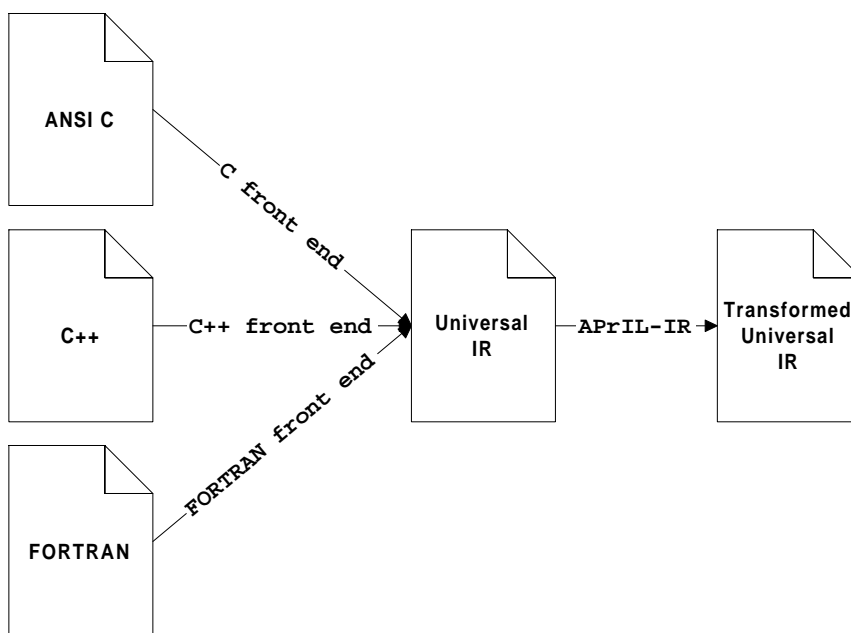 ANSI C
C front end
C++
C++ front end
FORTRAN
FORTRAN front end
Universal
IR
APrIL-IR
Transformed
Universal
IR